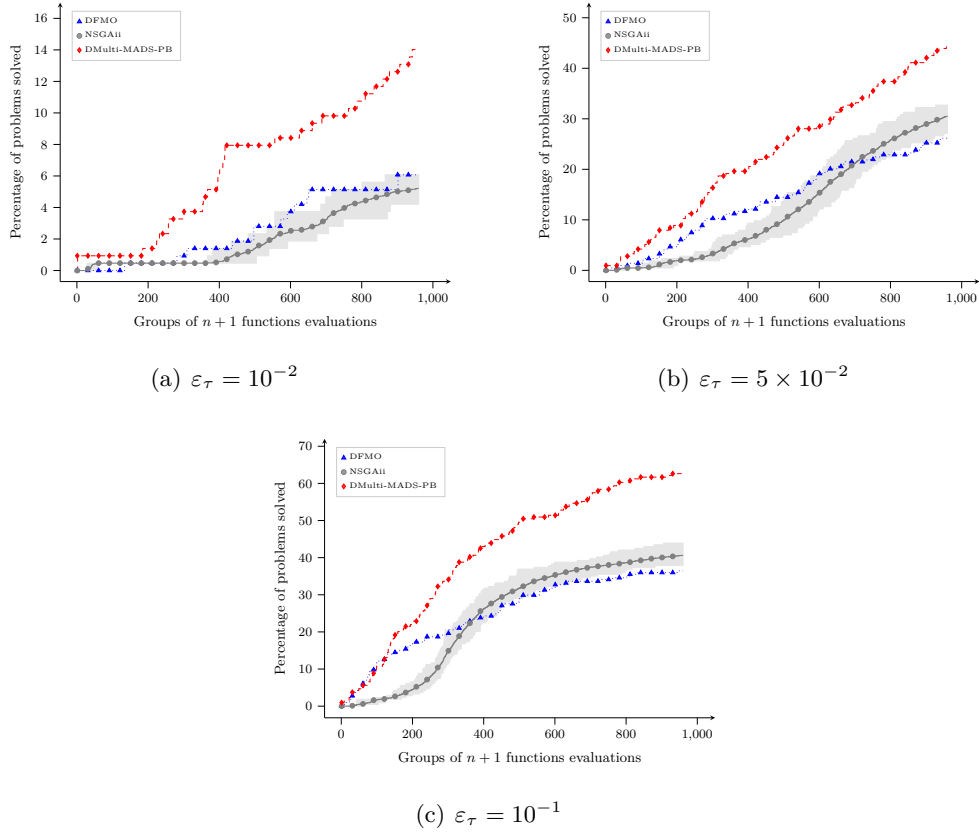 16
14
12
10
8
6
4
2
0
Percentage of problems solved
DFMO
NSGAii
DMulti-MADS-PB
0 200 400 600 800 1,000
Groups of n + 1 functions evaluations
(a) ε_τ = 10^{-2}
50
40
30
20
10
0
Percentage of problems solved
DFMO
NSGAii
DMulti-MADS-PB
0 200 400 600 800 1,000
Groups of n + 1 functions evaluations
(b) ε_τ = 5 × 10^{-2}
70
60
50
40
30
20
10
0
Percentage of problems solved
DFMO
NSGAii
DMulti-MADS-PB
0 200 400 600 800 1,000
Groups of n + 1 functions evaluations
(c) ε_τ = 10^{-1}